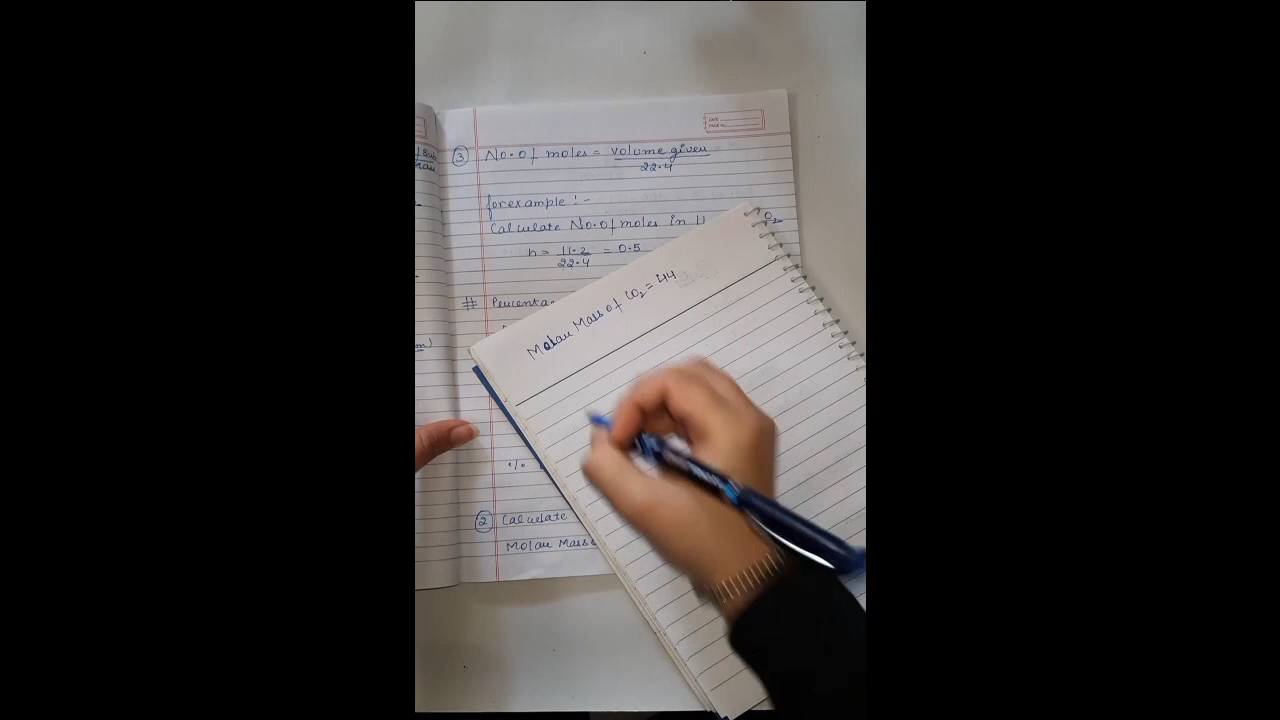 ③ No. of moles = Volume given
22.4
for example :-
Calculate No. of moles in 11 O2
n = 11.2 = 0.5
22.4
# Percenta
Molar Mass of CO2 = 44
② Calculate
Molar Mass